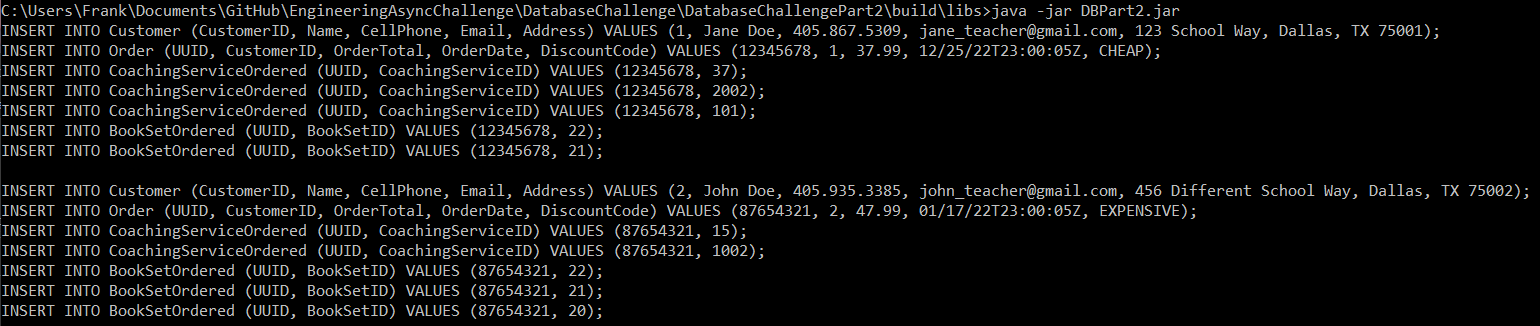 C:\Users\Frank\Documents\GitHub\EngineeringAsyncChallenge\DatabaseChallenge\DatabaseChallengePart2\build\libs>java -jar DBPart2.jar
INSERT INTO Customer (CustomerID, Name, CellPhone, Email, Address) VALUES (1, Jane Doe, 405.867.5309, jane_teacher@gmail.com, 123 School Way, Dallas, TX 75001);
INSERT INTO Order (UUID, CustomerID, OrderTotal, OrderDate, DiscountCode) VALUES (12345678, 1, 37.99, 12/25/22T23:00:05Z, CHEAP);
INSERT INTO CoachingServiceOrdered (UUID, CoachingServiceID) VALUES (12345678, 37);
INSERT INTO CoachingServiceOrdered (UUID, CoachingServiceID) VALUES (12345678, 2002);
INSERT INTO CoachingServiceOrdered (UUID, CoachingServiceID) VALUES (12345678, 101);
INSERT INTO BookSetOrdered (UUID, BookSetID) VALUES (12345678, 22);
INSERT INTO BookSetOrdered (UUID, BookSetID) VALUES (12345678, 21);

INSERT INTO Customer (CustomerID, Name, CellPhone, Email, Address) VALUES (2, John Doe, 405.935.3385, john_teacher@gmail.com, 456 Different School Way, Dallas, TX 75002);
INSERT INTO Order (UUID, CustomerID, OrderTotal, OrderDate, DiscountCode) VALUES (87654321, 2, 47.99, 01/17/22T23:00:05Z, EXPENSIVE);
INSERT INTO CoachingServiceOrdered (UUID, CoachingServiceID) VALUES (87654321, 15);
INSERT INTO CoachingServiceOrdered (UUID, CoachingServiceID) VALUES (87654321, 1002);
INSERT INTO BookSetOrdered (UUID, BookSetID) VALUES (87654321, 22);
INSERT INTO BookSetOrdered (UUID, BookSetID) VALUES (87654321, 21);
INSERT INTO BookSetOrdered (UUID, BookSetID) VALUES (87654321, 20);